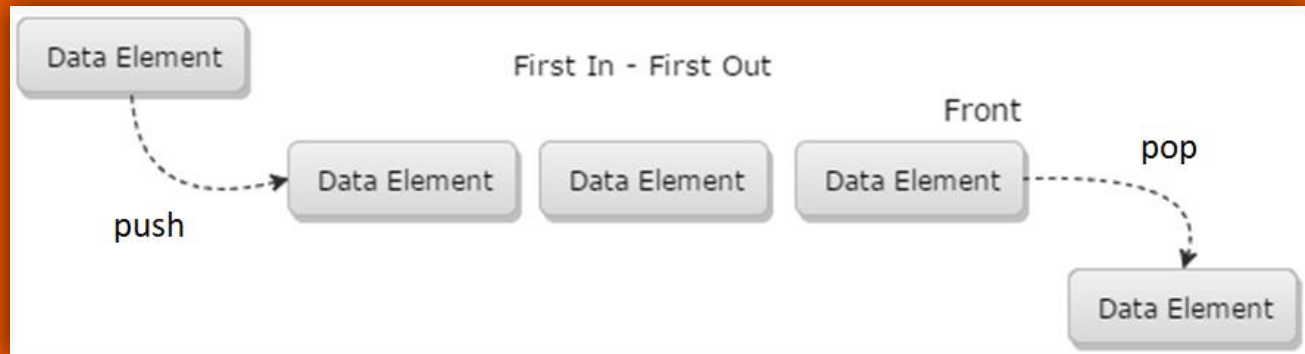 Data Element
First In - First Out
Front
pop
Data Element
Data Element
Data Element
push
Data Element